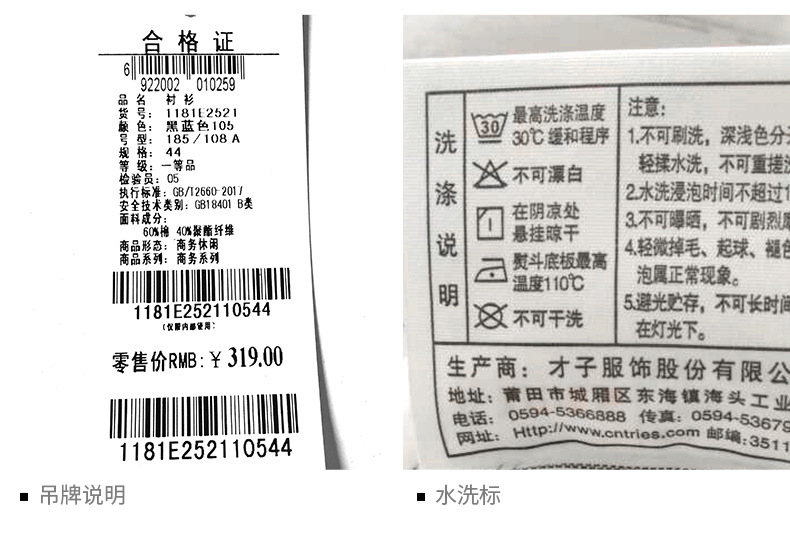 合格证
6 922002 010259
品名 衬衫
货号: 1181E2521
颜色: 黑蓝色105
号型: 185/108A
规格: 44
等级: 一等品
检验员: 05
执行标准: GB/T2660-2017
安全技术类别: GB18401 B类
面料成分:
60%棉 40%聚酯纤维
商品形态: 商务休闲
商品系列: 商务系列
1181E252110544
(仅限内部使用)
零售价RMB: ¥ 319.00
1181E252110544
吊牌说明
洗涤说明
30
最高洗涤温度
30℃ 缓和程序
不可漂白
在阴凉处
悬挂晾干
熨斗底板最高
温度110℃
不可干洗
注意:
1.不可刷洗，深浅色分
轻揉水洗，不可重搓
2.水洗浸泡时间不超过1
3.不可曝晒，不可剧烈
4.轻微掉毛、起球、褪色
泡属正常现象。
5.避光贮存，不可长时间
在灯光下。
生产商: 才子服饰股份有限公
地址: 莆田市城厢区东海镇海头工业
电话: 0594-5366888 传真: 0594-53679
网址: Http://www.cntries.com 邮编:3511
水洗标